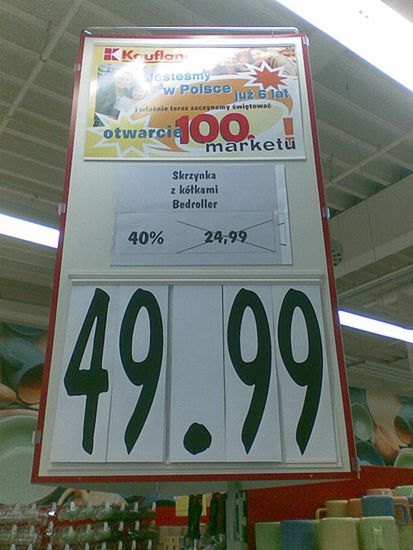 Kaufland
Jesteśmy
w Polsce już 6 lat
i właśnie teraz zaczynamy świętować
otwarcie 100.
marketu!
Skrzynka
z kółkami
Bedroller
40% 24,99
49.99